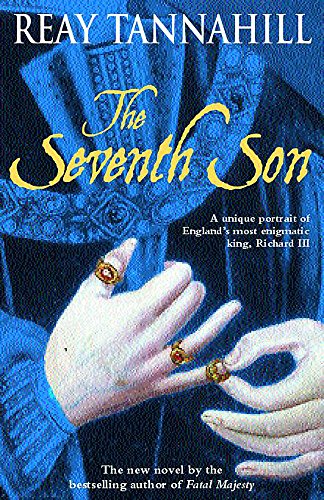 REAY TANNAHILL
The
Seventh Son
A unique portrait of
England's most enigmatic
king, Richard III
The new novel by the
bestselling author of Fatal Majesty